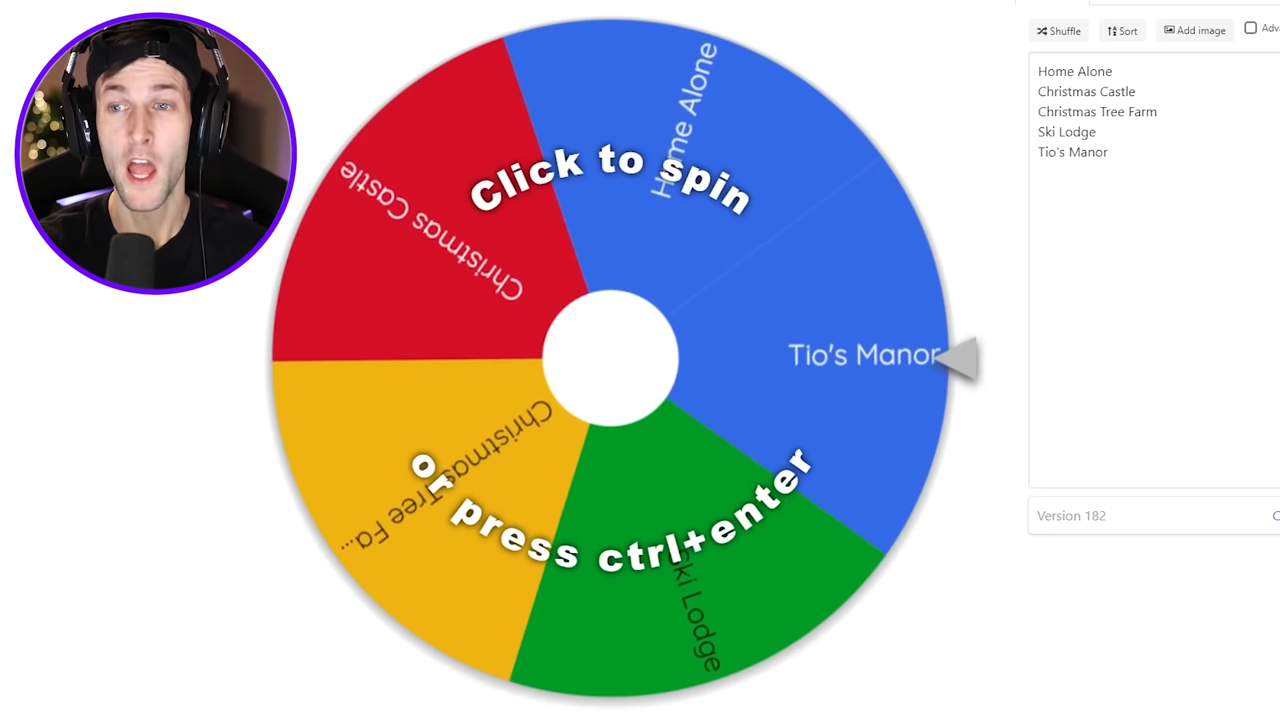 Shuffle
Sort
Add image
Home Alone
Christmas Castle
Christmas Tree Farm
Ski Lodge
Tio's Manor
Version 182
Home Alone
Christmas Castle
Click to spin
Tio's Manor
Christmas Tree Fa...
or press ctrl+enter
Ski Lodge